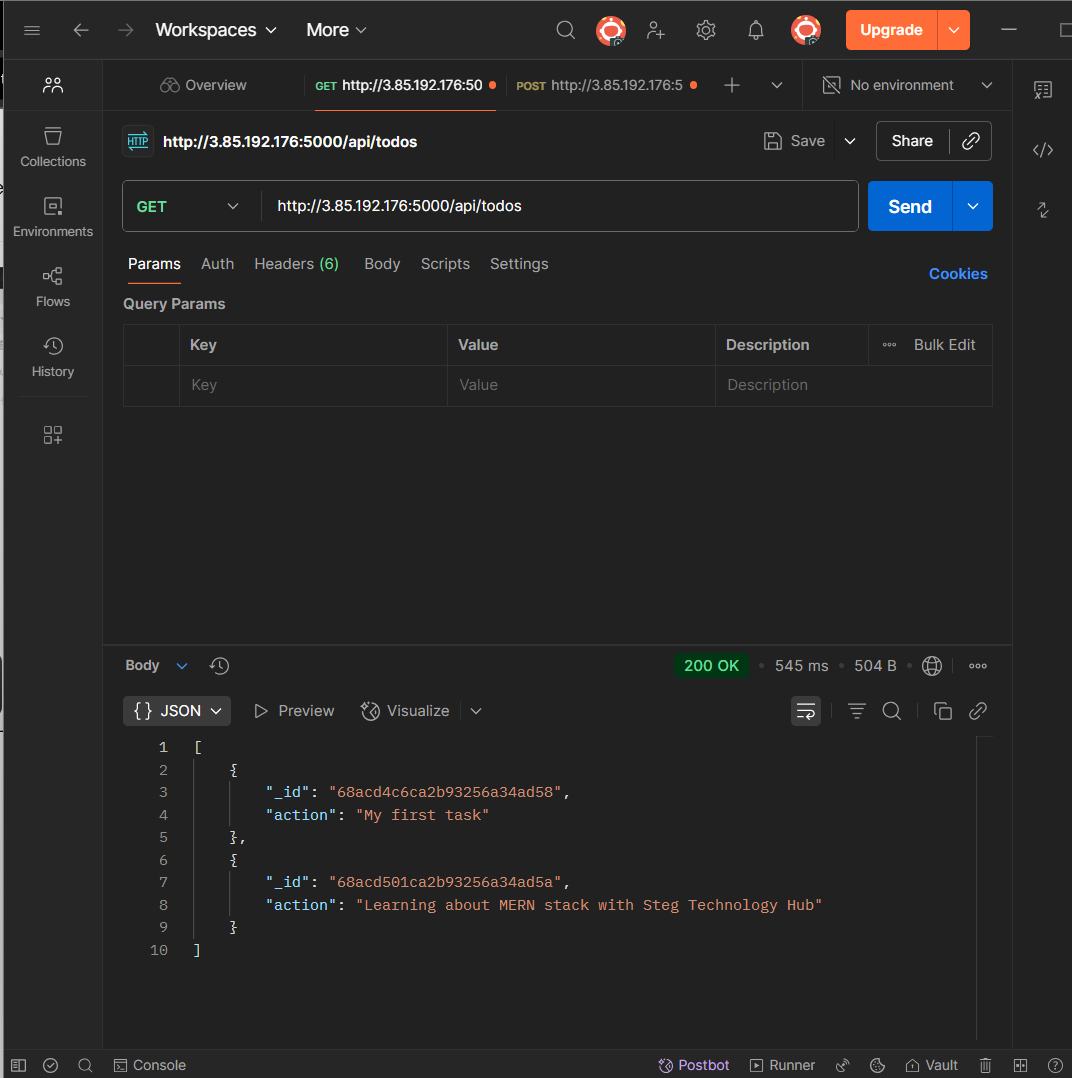 Workspaces More Upgrade
Overview GET http://3.85.192.176:50 POST http://3.85.192.176:5 No environment
HTTP http://3.85.192.176:5000/api/todos Save Share
Collections
GET http://3.85.192.176:5000/api/todos Send
Environments
Params Auth Headers (6) Body Scripts Settings Cookies
Flows
Query Params
Key Value Description Bulk Edit
History
Key Value Description
Body 200 OK • 545 ms • 504 B •
{} JSON Preview Visualize
1 [
2 {
3 "_id": "68acd4c6ca2b93256a34ad58",
4 "action": "My first task"
5 },
6 {
7 "_id": "68acd501ca2b93256a34ad5a",
8 "action": "Learning about MERN stack with Steg Technology Hub"
9 }
10 ]
Console Postbot Runner Vault